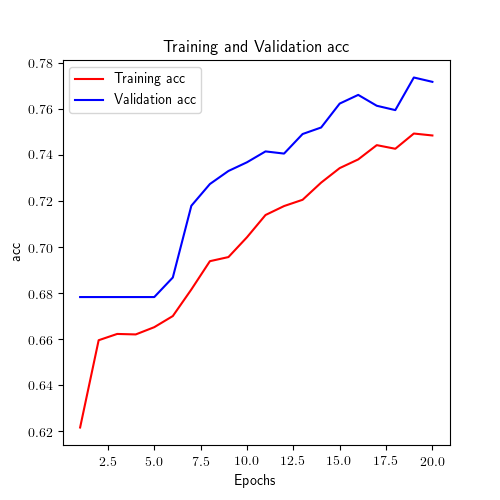 Training and Validation acc
Training acc
Validation acc
0.78
0.76
0.74
0.72
0.70
0.68
0.66
0.64
0.62
acc
2.5 5.0 7.5 10.0 12.5 15.0 17.5 20.0
Epochs